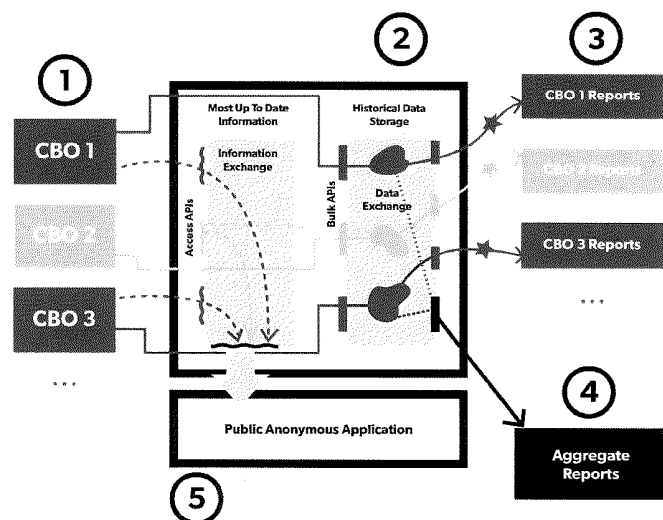 1
2
3
Most Up To Date
Information
Historical Data
Storage
CBO 1
CBO 2
CBO 3
...
Information
Exchange
Access APIs
Bulk APIs
Data
Exchange
CBO 1 Reports
CBO 2 Reports
CBO 3 Reports
...
4
Public Anonymous Application
Aggregate
Reports
5